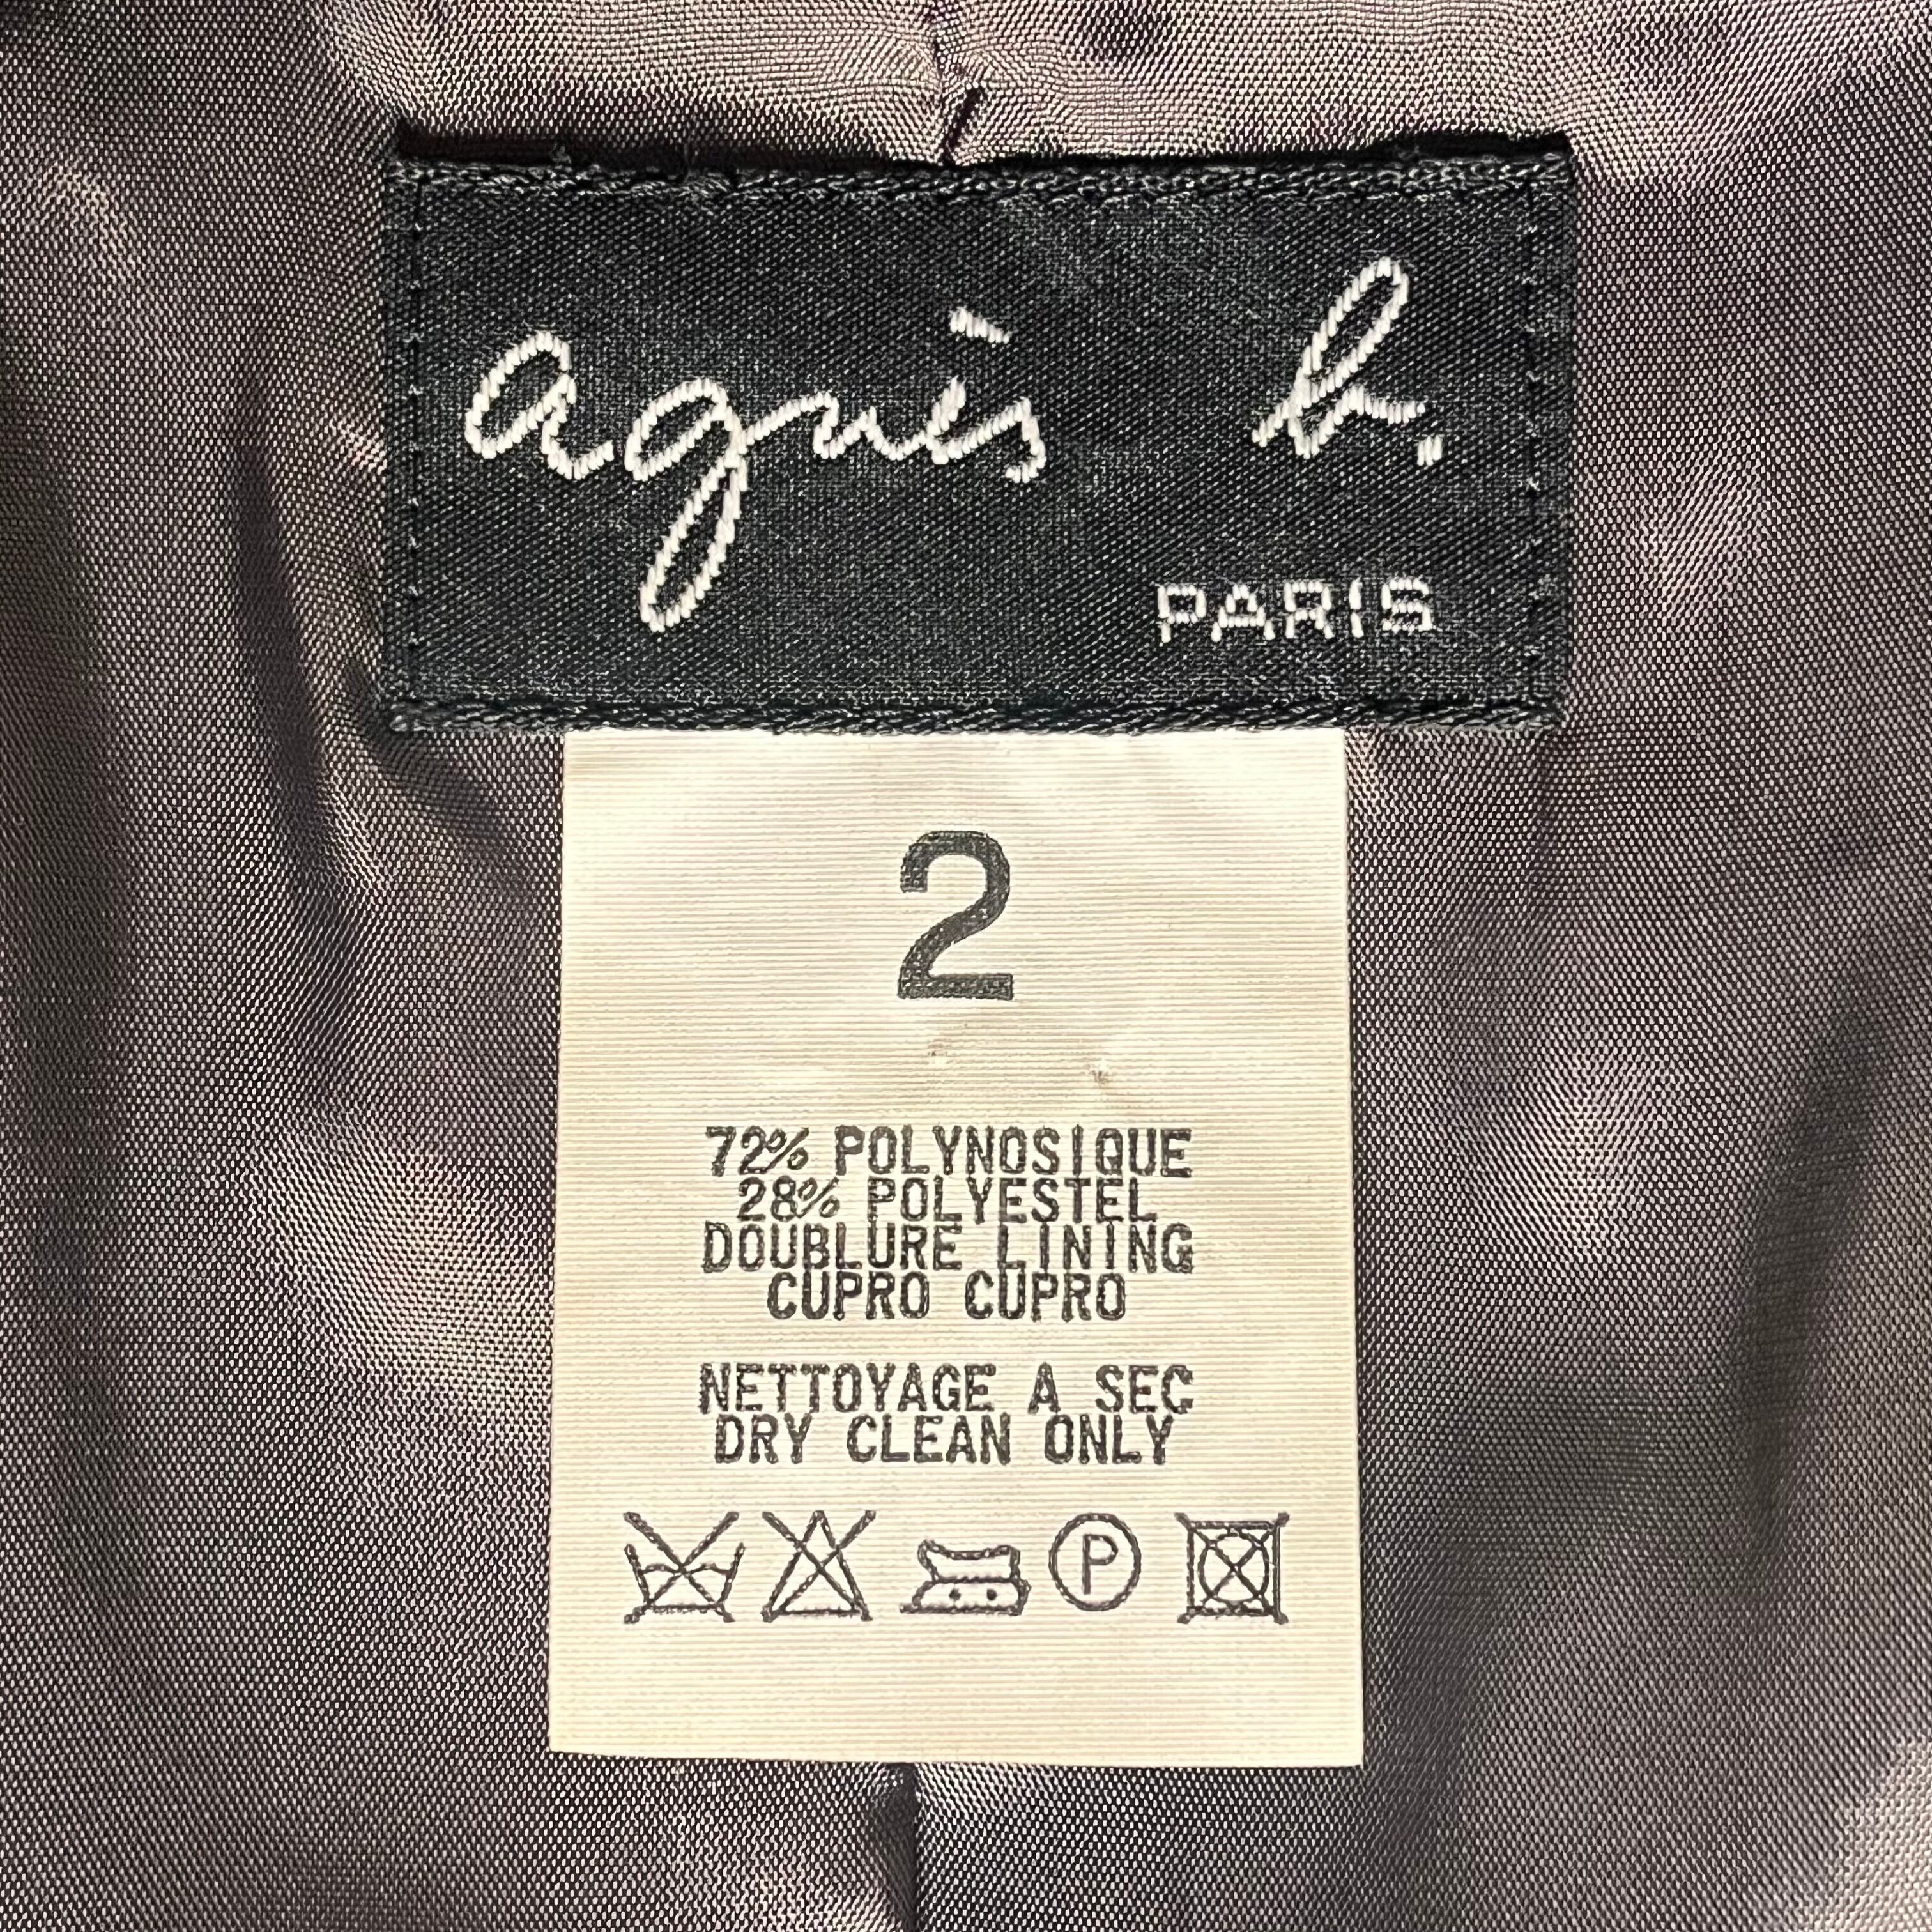 agnès b.
PARIS
2
72% POLYNOSIQUE
28% POLYESTEL
DOUBLURE LINING
CUPRO CUPRO
NETTOYAGE A SEC
DRY CLEAN ONLY
P